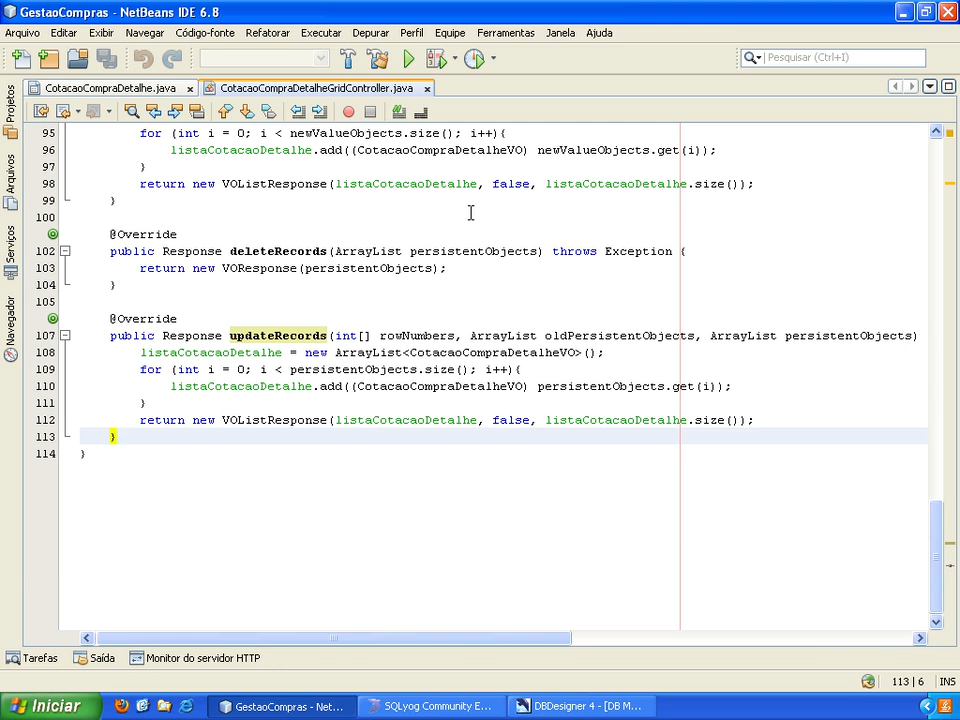 GestaoCompras - NetBeans IDE 6.8
Arquivo Editar Exibir Navegar Código-fonte Refatorar Executar Depurar Perfil Equipe Ferramentas Janela Ajuda
Pesquisar (Ctrl+I)
CotacaoCompraDetalhe.java x CotacaoCompraDetalheGridController.java x
Projetos
Arquivos
Serviços
Navegador
95 for (int i = 0; i < newValueObjects.size(); i++){
96 listaCotacaoDetalhe.add((CotacaoCompraDetalheVO) newValueObjects.get(i));
97 }
98 return new VOListResponse(listaCotacaoDetalhe, false, listaCotacaoDetalhe.size());
99 }
100
@Override
102 public Response deleteRecords(ArrayList persistentObjects) throws Exception {
103 return new VOResponse(persistentObjects);
104 }
105
@Override
107 public Response updateRecords(int[] rowNumbers, ArrayList oldPersistentObjects, ArrayList persistentObjects)
108 listaCotacaoDetalhe = new ArrayList<CotacaoCompraDetalheVO>();
109 for (int i = 0; i < persistentObjects.size(); i++){
110 listaCotacaoDetalhe.add((CotacaoCompraDetalheVO) persistentObjects.get(i));
111 }
112 return new VOListResponse(listaCotacaoDetalhe, false, listaCotacaoDetalhe.size());
113 }
114 }
Tarefas Saída Monitor do servidor HTTP
113 | 6 INS
Iniciar GestaoCompras - Net... SQLyog Community E... DBDesigner 4 - [DB M...